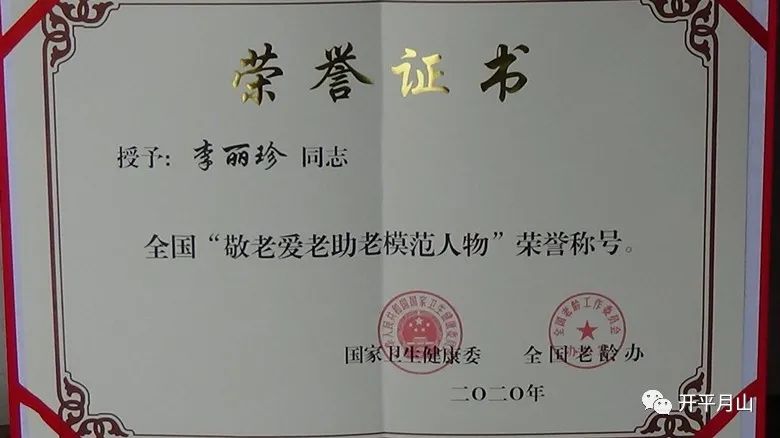 荣誉证书
授予：李丽珍 同志
全国“敬老爱老助老模范人物”荣誉称号。
国家卫生健康委 全国老龄办
二〇二〇年
开平月山